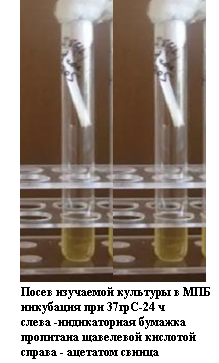 Посев изучаемой культуры в МПБ
инкубация при 37грС-24 ч
слева -индикаторная бумажка
пропитана щавелевой кислотой
справа - ацетатом свинца